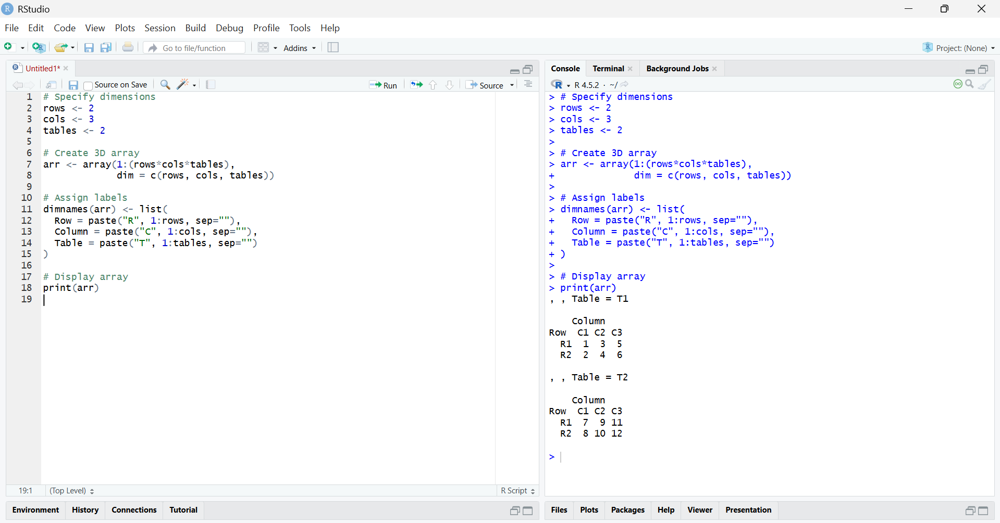 RStudio
File Edit Code View Plots Session Build Debug Profile Tools Help
Go to file/function Addins Project: (None)
Untitled1*
Source on Save Run Source
1 # Specify dimensions
2 rows <- 2
3 cols <- 3
4 tables <- 2
5
6 # Create 3D array
7 arr <- array(1:(rows*cols*tables),
8 dim = c(rows, cols, tables))
9
10 # Assign labels
11 dimnames(arr) <- list(
12 Row = paste("R", 1:rows, sep=""),
13 Column = paste("C", 1:cols, sep=""),
14 Table = paste("T", 1:tables, sep="")
15 )
16
17 # Display array
18 print(arr)
19
19:1 (Top Level) R Script
Environment History Connections Tutorial
Console Terminal Background Jobs
R R 4.5.2 · ~/
> # Specify dimensions
> rows <- 2
> cols <- 3
> tables <- 2
>
> # Create 3D array
> arr <- array(1:(rows*cols*tables),
+ dim = c(rows, cols, tables))
>
> # Assign labels
> dimnames(arr) <- list(
+ Row = paste("R", 1:rows, sep=""),
+ Column = paste("C", 1:cols, sep=""),
+ Table = paste("T", 1:tables, sep="")
+ )
>
> # Display array
> print(arr)
, , Table = T1
Column
Row C1 C2 C3
R1 1 3 5
R2 2 4 6
, , Table = T2
Column
Row C1 C2 C3
R1 7 9 11
R2 8 10 12
>
Files Plots Packages Help Viewer Presentation